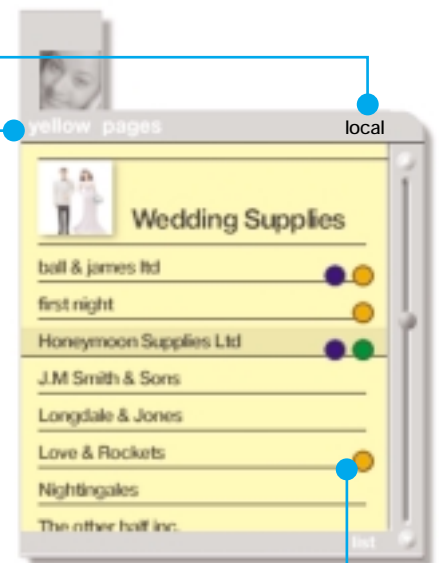 yellow pages local
Wedding Supplies
ball & james ltd
first night
Honeymoon Supplies Ltd
J.M Smith & Sons
Longdale & Jones
Love & Rockets
Nightingales
The other half inc.
list